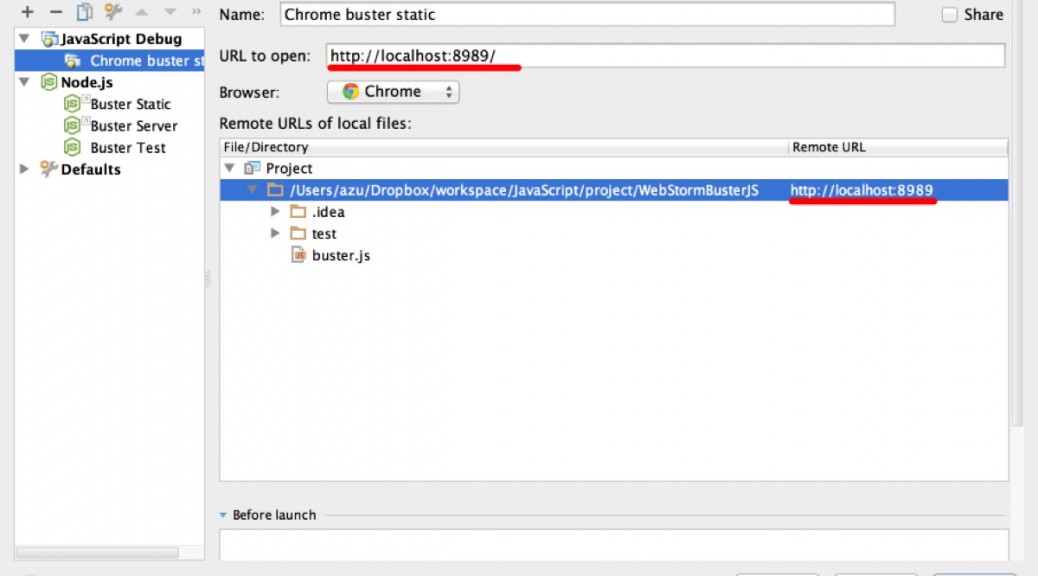 Name: Chrome buster static Share
JavaScript Debug
Chrome buster st
URL to open: http://localhost:8989/
Node.js
Browser: Chrome
Buster Static
Buster Server
Remote URLs of local files:
Buster Test
File/Directory Remote URL
Defaults
Project
/Users/azu/Dropbox/workspace/JavaScript/project/WebStormBusterJS http://localhost:8989
.idea
test
buster.js
Before launch